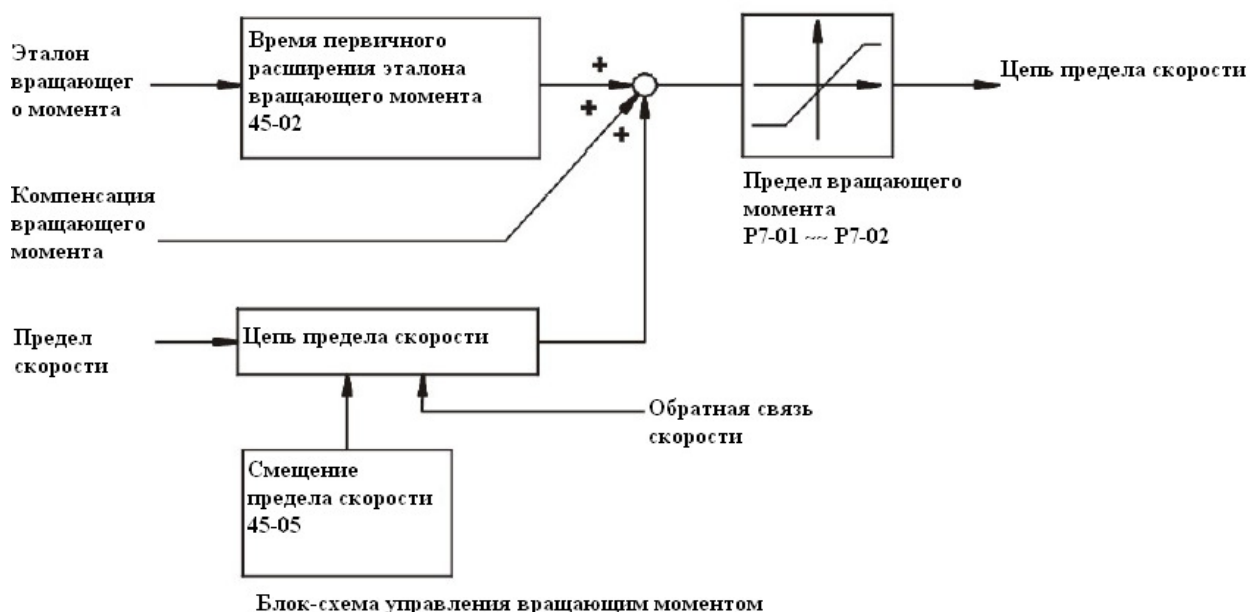 Эталон
вращающег
о момента
Время первичного
расширения эталона
вращающего момента
45-02
+
+
+
Цепь предела скорости
Предел вращающего
момента
P7-01 ~~ P7-02
Компенсация
вращающего
момента
Предел
скорости
Цепь предела скорости
Обратная связь
скорости
Смещение
предела скорости
45-05
Блок-схема управления вращающим моментом